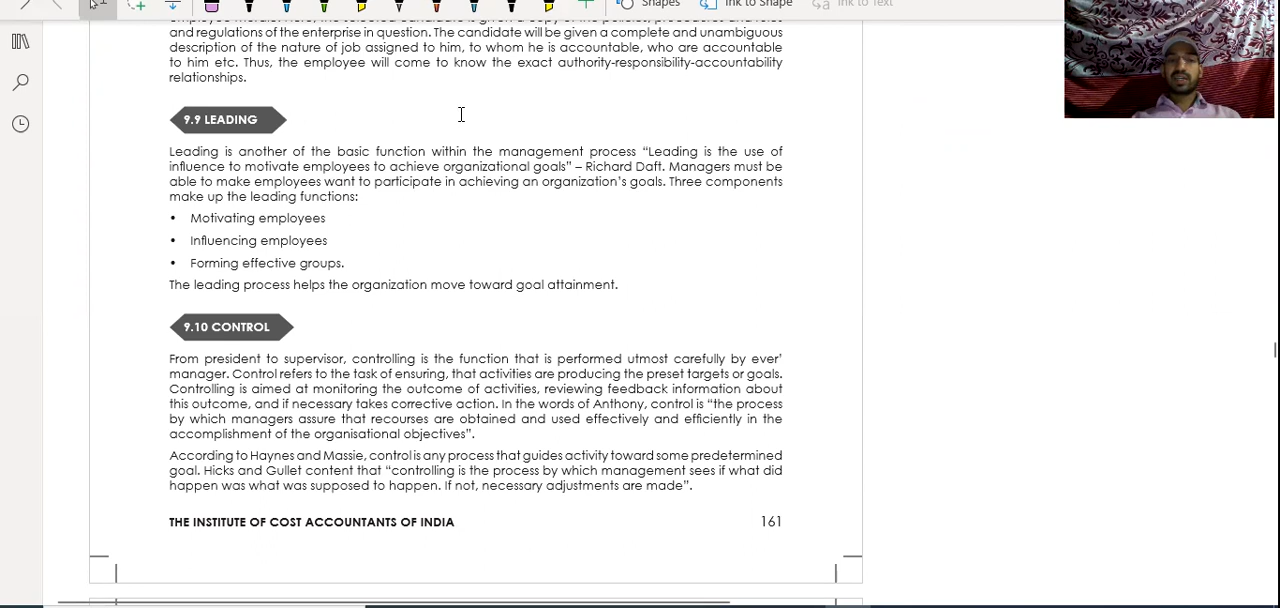 Shapes Ink to Shape Ink to Text
and regulations of the enterprise in question. The candidate will be given a complete and unambiguous
description of the nature of job assigned to him, to whom he is accountable, who are accountable
to him etc. Thus, the employee will come to know the exact authority-responsibility-accountability
relationships.
9.9 LEADING
Leading is another of the basic function within the management process “Leading is the use of
influence to motivate employees to achieve organizational goals” – Richard Daft. Managers must be
able to make employees want to participate in achieving an organization’s goals. Three components
make up the leading functions:
• Motivating employees
• Influencing employees
• Forming effective groups.
The leading process helps the organization move toward goal attainment.
9.10 CONTROL
From president to supervisor, controlling is the function that is performed utmost carefully by ever’
manager. Control refers to the task of ensuring, that activities are producing the preset targets or goals.
Controlling is aimed at monitoring the outcome of activities, reviewing feedback information about
this outcome, and if necessary takes corrective action. In the words of Anthony, control is “the process
by which managers assure that recourses are obtained and used effectively and efficiently in the
accomplishment of the organisational objectives”.
According to Haynes and Massie, control is any process that guides activity toward some predetermined
goal. Hicks and Gullet content that “controlling is the process by which management sees if what did
happen was what was supposed to happen. If not, necessary adjustments are made”.
THE INSTITUTE OF COST ACCOUNTANTS OF INDIA 161